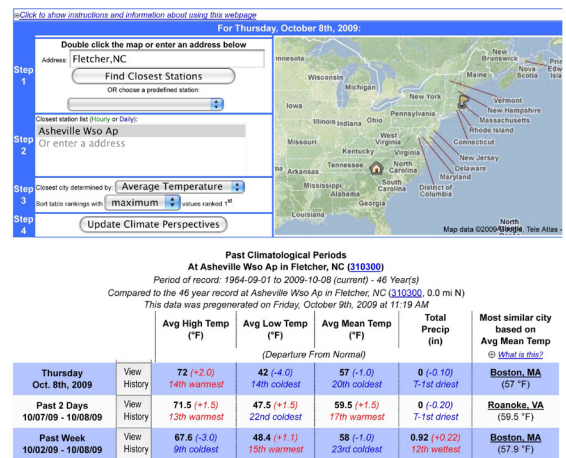 ⊖Click to show instructions and information about using this webpage
For Thursday, October 8th, 2009:
Step 1
Double click the map or enter an address below
Address: Fletcher,NC
Find Closest Stations
OR choose a predefined station:
Step 2
Closest station list (Hourly or Daily):
Asheville Wso Ap
Or enter a address
Step 3
Closest city determined by: Average Temperature
Sort table rankings with maximum values ranked 1st
Step 4
Update Climate Perspectives
innesota
Wisconsin
Michigan
Iowa
Illinois Indiana Ohio
Missouri
Kentucky
West Virginia
Virginia
Pennsylvania
New York
Maine
New Brunswick
Nova Scotia
Prin
Edw
Isla
Vermont
New Hampshire
Massachusetts
Rhode Island
Connecticut
New Jersey
Delaware
Maryland
District of Columbia
Arkansas
Tennessee
North Carolina
Mississippi
Alabama
South Carolina
Georgia
Louisiana
North
Map data ©2009 Tele Atlas -
Past Climatological Periods
At Asheville Wso Ap in Fletcher, NC (310300)
Period of record: 1964-09-01 to 2009-10-08 (current) - 46 Year(s)
Compared to the 46 year record at Asheville Wso Ap in Fletcher, NC (310300, 0.0 mi N)
This data was pregenerated on Friday, October 9th, 2009 at 11:19 AM
Avg High Temp (°F)
Avg Low Temp (°F)
Avg Mean Temp (°F)
Total Precip (in)
Most similar city based on Avg Mean Temp
(Departure From Normal)
⊕ What is this?
Thursday Oct. 8th, 2009
View History
72 (+2.0) 14th warmest
42 (-4.0) 14th coldest
57 (-1.0) 20th coldest
0 (-0.10) T-1st driest
Boston, MA (57 °F)
Past 2 Days 10/07/09 - 10/08/09
View History
71.5 (+1.5) 13th warmest
47.5 (+1.5) 22nd coldest
59.5 (+1.5) 17th warmest
0 (-0.20) T-1st driest
Roanoke, VA (59.5 °F)
Past Week 10/02/09 - 10/08/09
View History
67.6 (-3.0) 9th coldest
48.4 (+1.1) 15th warmest
58 (-1.0) 23rd coldest
0.92 (+0.22) 12th wettest
Boston, MA (57.9 °F)